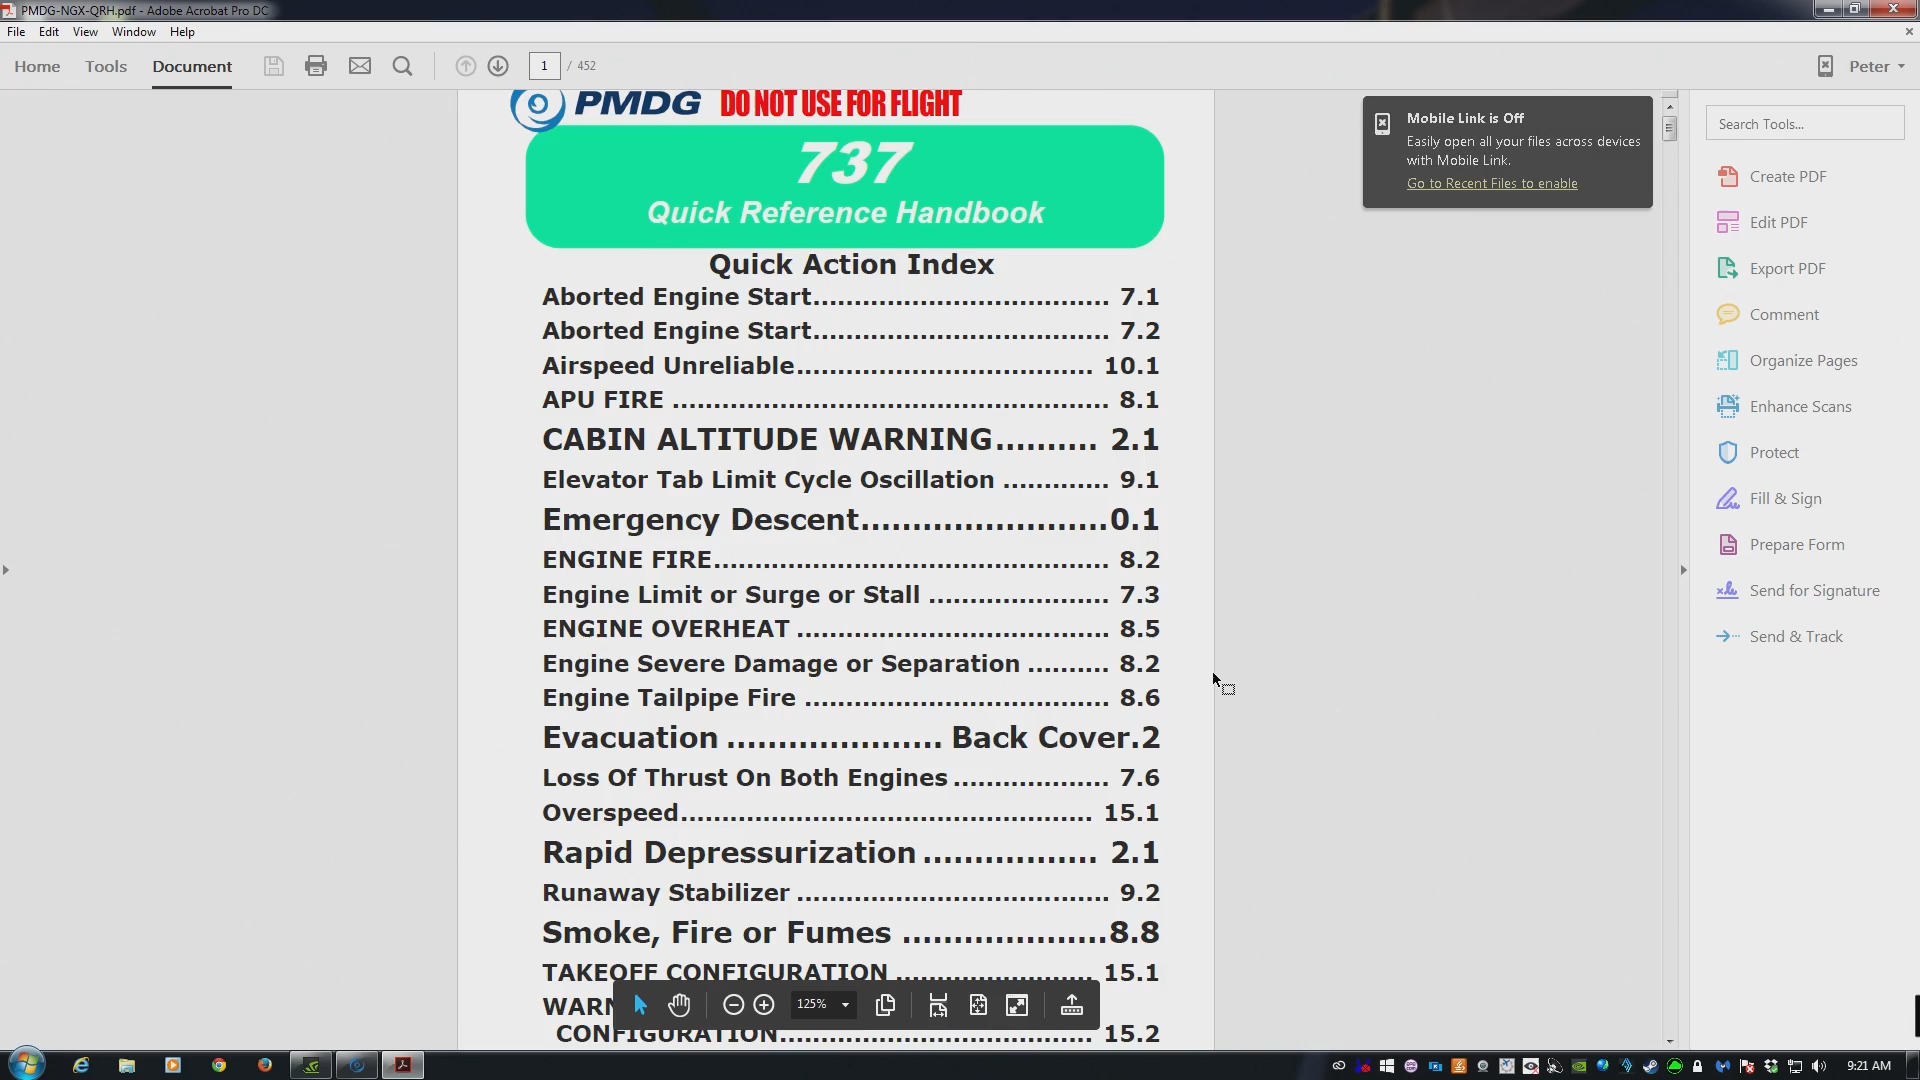 PMDG-NGX-QRH.pdf - Adobe Acrobat Pro DC
File Edit View Window Help
Home Tools Document 1 / 452 Peter
PMDG DO NOT USE FOR FLIGHT
737
Quick Reference Handbook
Quick Action Index
Aborted Engine Start.................................... 7.1
Aborted Engine Start.................................... 7.2
Airspeed Unreliable.................................... 10.1
APU FIRE ..................................................... 8.1
CABIN ALTITUDE WARNING.......... 2.1
Elevator Tab Limit Cycle Oscillation ............. 9.1
Emergency Descent........................0.1
ENGINE FIRE................................................ 8.2
Engine Limit or Surge or Stall ...................... 7.3
ENGINE OVERHEAT ...................................... 8.5
Engine Severe Damage or Separation .......... 8.2
Engine Tailpipe Fire ..................................... 8.6
Evacuation ..................... Back Cover.2
Loss Of Thrust On Both Engines ................... 7.6
Overspeed.................................................. 15.1
Rapid Depressurization ................. 2.1
Runaway Stabilizer ...................................... 9.2
Smoke, Fire or Fumes ....................8.8
TAKEOFF CONFIGURATION ........................ 15.1
WARN
CONFIGURATION...................................... 15.2
125%
Mobile Link is Off
Easily open all your files across devices
with Mobile Link.
Go to Recent Files to enable
Search Tools...
Create PDF
Edit PDF
Export PDF
Comment
Organize Pages
Enhance Scans
Protect
Fill & Sign
Prepare Form
Send for Signature
Send & Track
9:21 AM